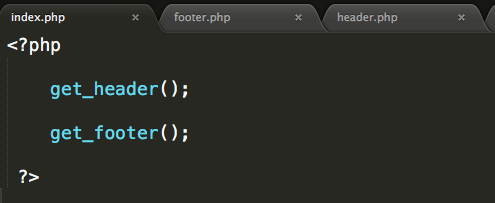 index.php × footer.php × header.php ×
<?php
get_header();
get_footer();
?>